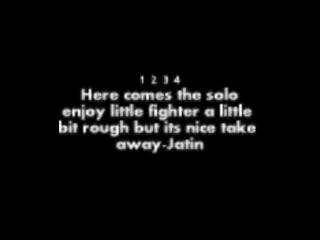 1 2 3 4
Here comes the solo
enjoy little fighter a little
bit rough but its nice take
away-Jatin